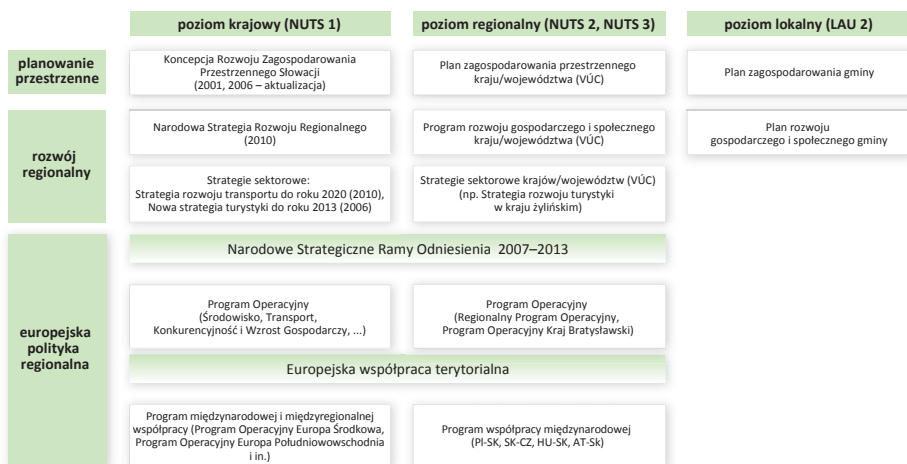 poziom krajowy (NUTS 1)
poziom regionalny (NUTS 2, NUTS 3)
poziom lokalny (LAU 2)
planowanie
przestrzenne
Koncepcja Rozwoju Zagospodarowania
Przestrzennego Słowacji
(2001, 2006 – aktualizacja)
Plan zagospodarowania przestrzennego
kraju/województwa (VÚC)
Plan zagospodarowania gminy
rozwój
regionalny
Narodowa Strategia Rozwoju Regionalnego
(2010)
Program rozwoju gospodarczego i społecznego
kraju/województwa (VÚC)
Plan rozwoju
gospodarczego i społecznego gminy
Strategie sektorowe:
Strategia rozwoju transportu do roku 2020 (2010),
Nowa strategia turystyki do roku 2013 (2006)
Strategie sektorowe krajów/województw (VÚC)
(np. Strategia rozwoju turystyki
w kraju żylińskim)
europejska
polityka
regionalna
Narodowe Strategiczne Ramy Odniesienia 2007–2013
Program Operacyjny
(Środowisko, Transport,
Konkurencyjność i Wzrost Gospodarczy, ...)
Program Operacyjny
(Regionalny Program Operacyjny,
Program Operacyjny Kraj Bratysławski)
Europejska współpraca terytorialna
Program międzynarodowej i międzyregionalnej
współpracy (Program Operacyjny Europa Środkowa,
Program Operacyjny Europa Południowowschodnia
i in.)
Program współpracy międzynarodowej
(Pl-SK, SK-CZ, HU-SK, AT-Sk)